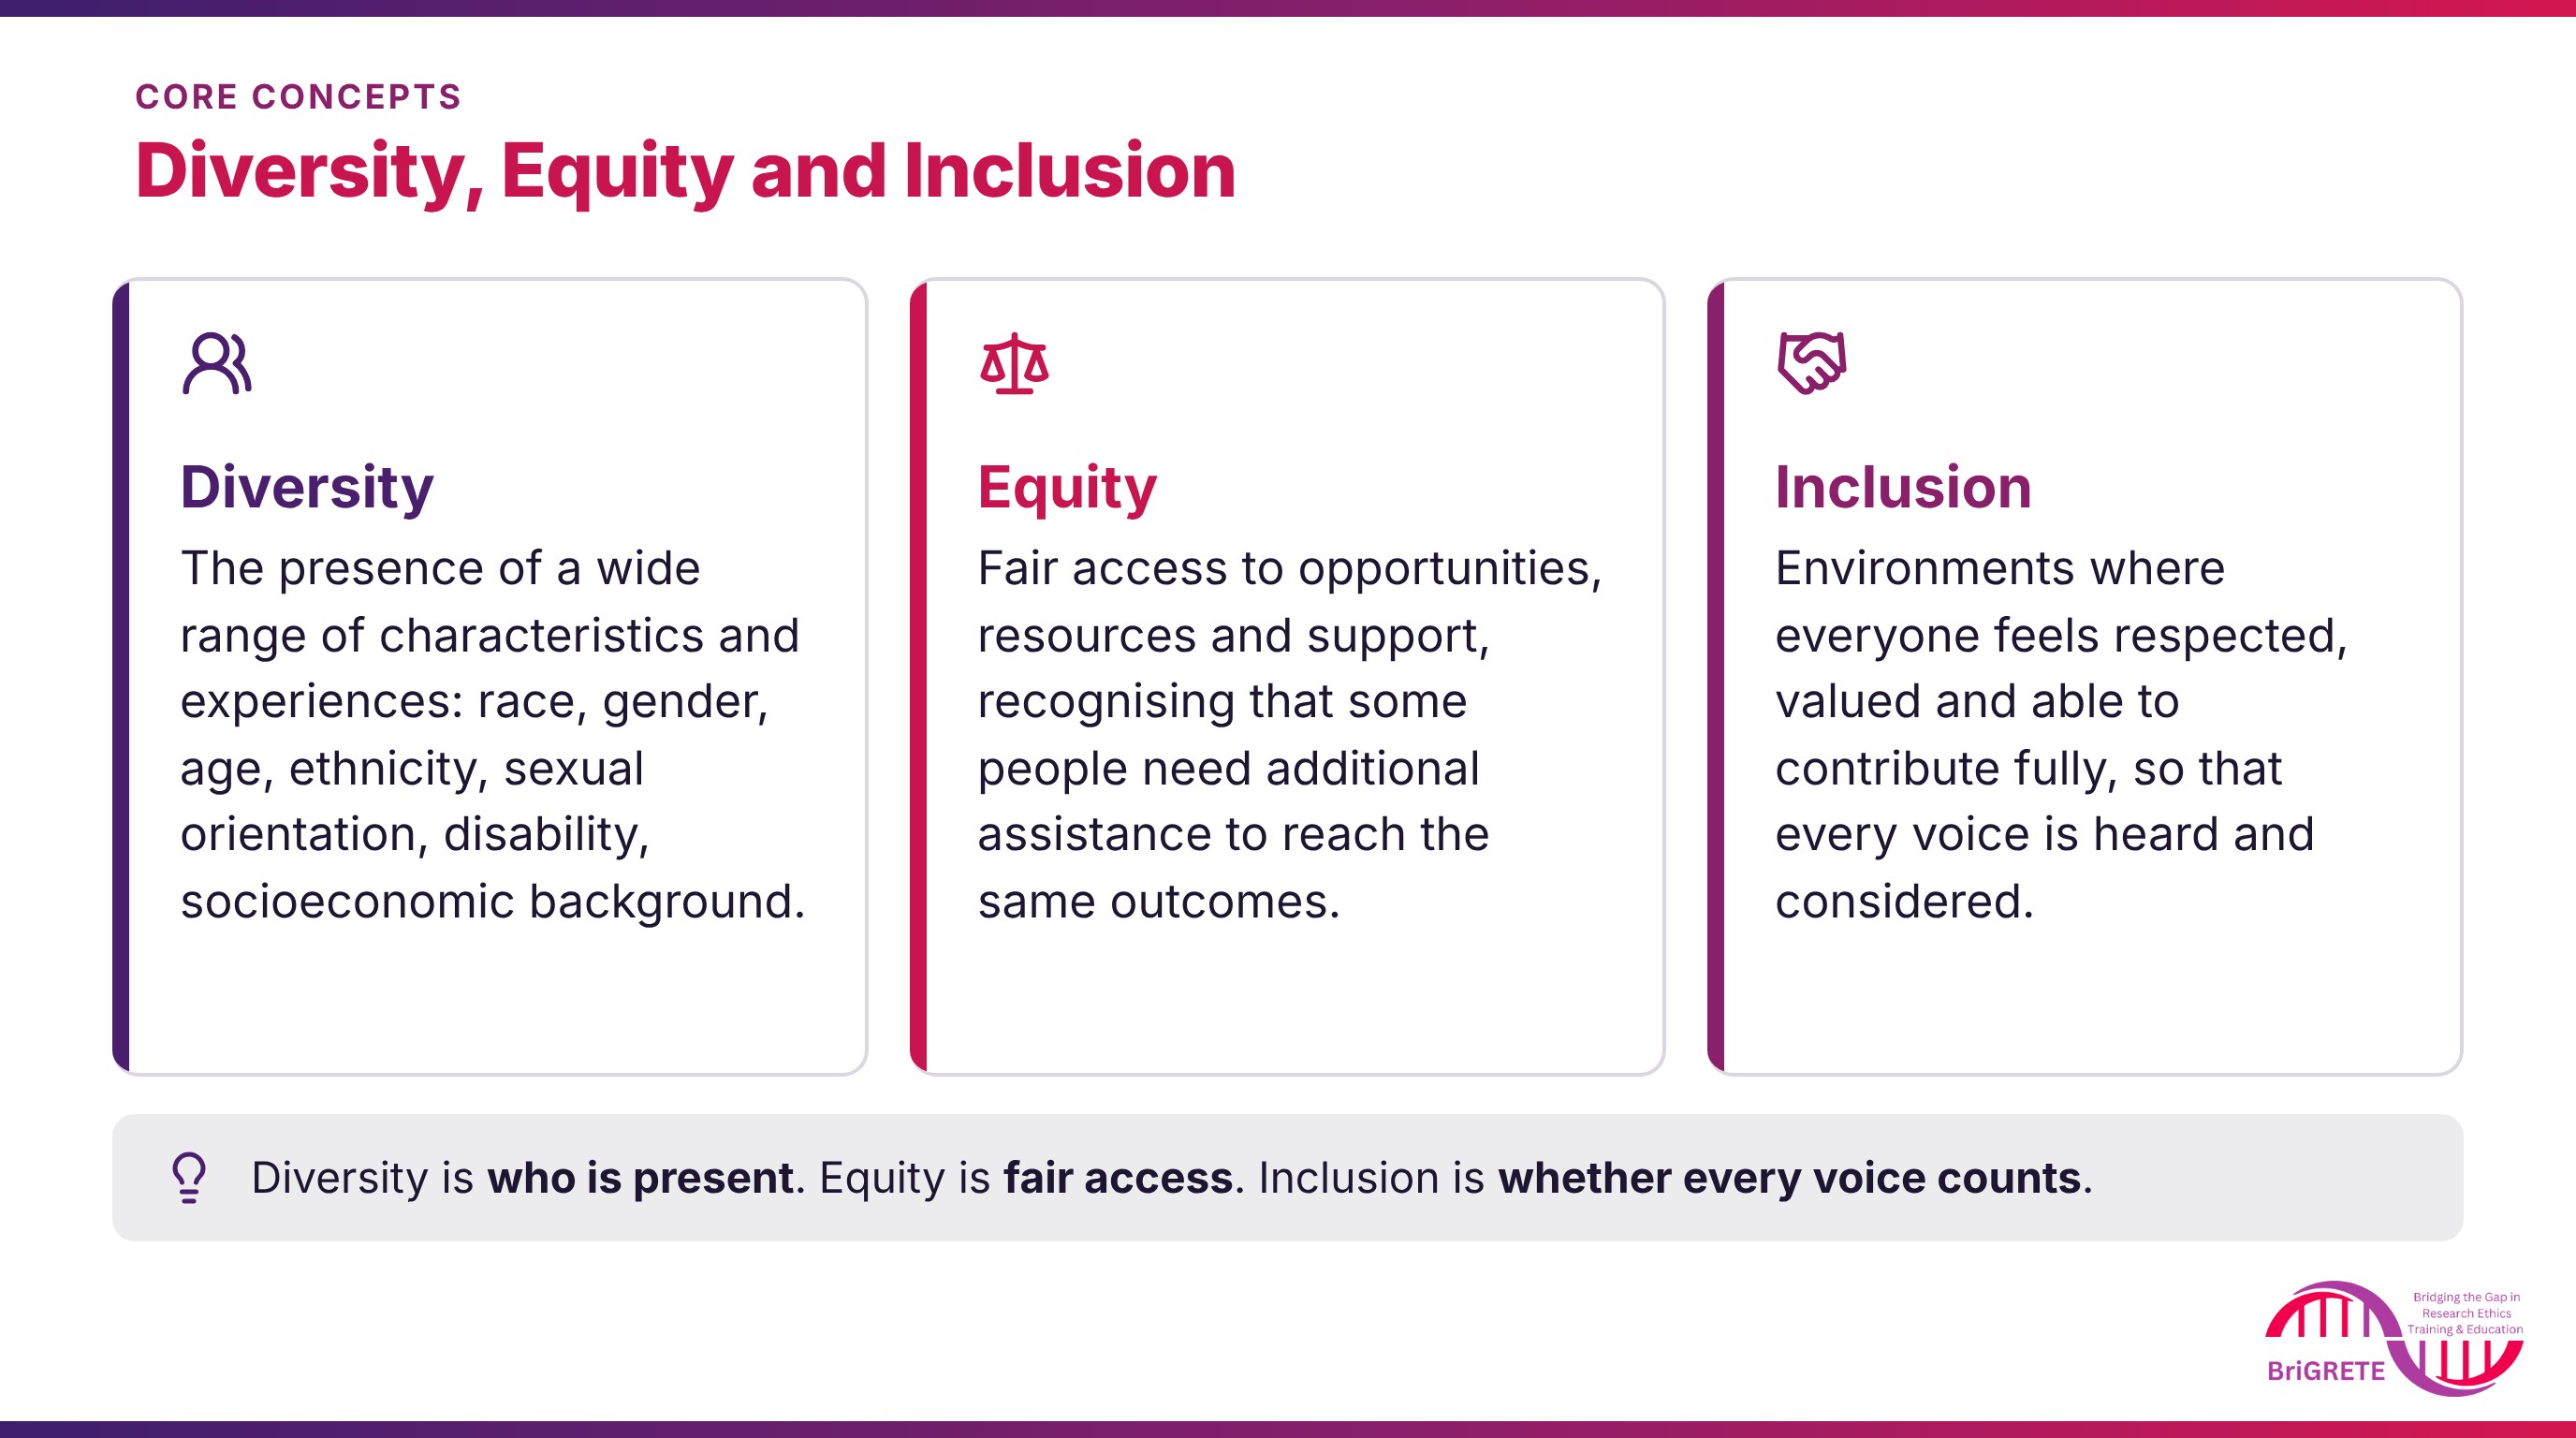 CORE CONCEPTS
Diversity, Equity and Inclusion
Diversity
The presence of a wide
range of characteristics and
experiences: race, gender,
age, ethnicity, sexual
orientation, disability,
socioeconomic background.
Equity
Fair access to opportunities,
resources and support,
recognising that some
people need additional
assistance to reach the
same outcomes.
Inclusion
Environments where
everyone feels respected,
valued and able to
contribute fully, so that
every voice is heard and
considered.
Diversity is who is present. Equity is fair access. Inclusion is whether every voice counts.
Bridging the Gap in
Research Ethics
Training & Education
BriGRETE